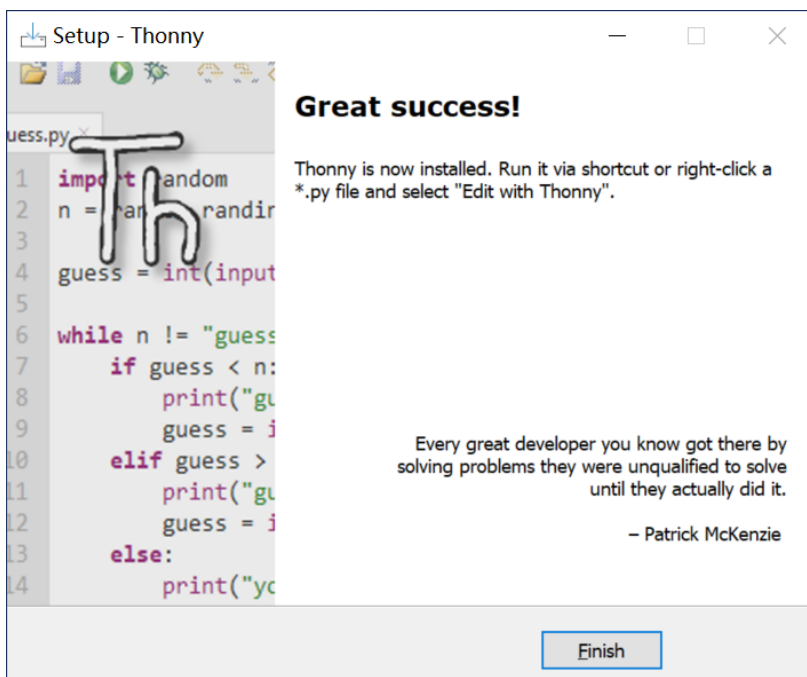 Setup - Thonny
uess.py
Th
1 import random
2 n = ran randin
3
4 guess = int(input
5
6 while n != "guess
7 if guess < n:
8 print("gu
9 guess = i
10 elif guess >
11 print("gu
12 guess = i
13 else:
14 print("yo
Great success!
Thonny is now installed. Run it via shortcut or right-click a
*.py file and select "Edit with Thonny".
Every great developer you know got there by
solving problems they were unqualified to solve
until they actually did it.
– Patrick McKenzie
Finish